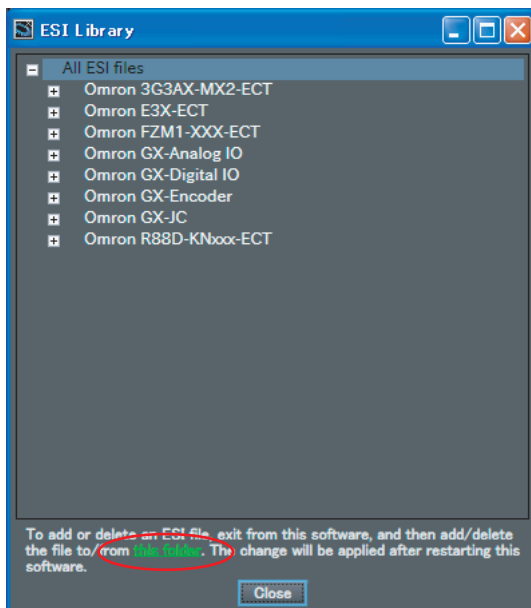 ESI Library
All ESI files
Omron 3G3AX-MX2-ECT
Omron E3X-ECT
Omron FZM1-XXX-ECT
Omron GX-Analog IO
Omron GX-Digital IO
Omron GX-Encoder
Omron GX-JC
Omron R88D-KNxxx-ECT
To add or delete an ESI file, exit from this software, and then add/delete
the file to/from this folder. The change will be applied after restarting this
software.
Close